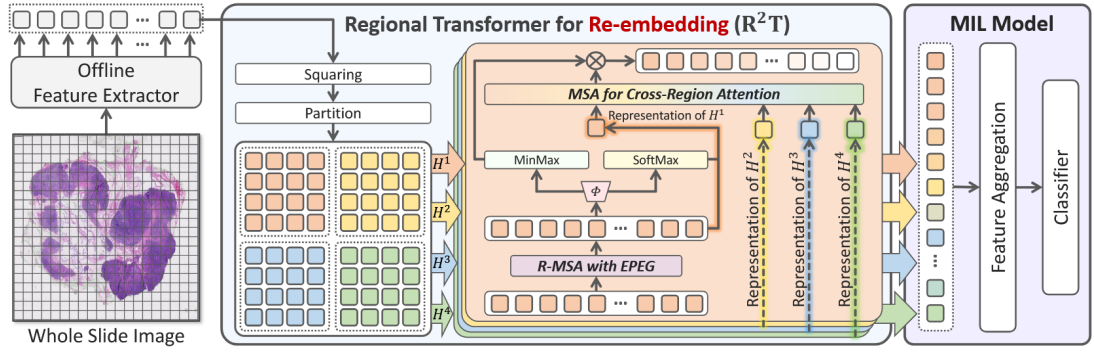 Offline
Feature Extractor
Whole Slide Image
Regional Transformer for Re-embedding (R²T)
Squaring
Partition
H¹
H²
H³
H⁴
MSA for Cross-Region Attention
Representation of H¹
MinMax
SoftMax
Φ
R-MSA with EPEG
Representation of H²
Representation of H³
Representation of H⁴
MIL Model
Feature Aggregation
Classifier